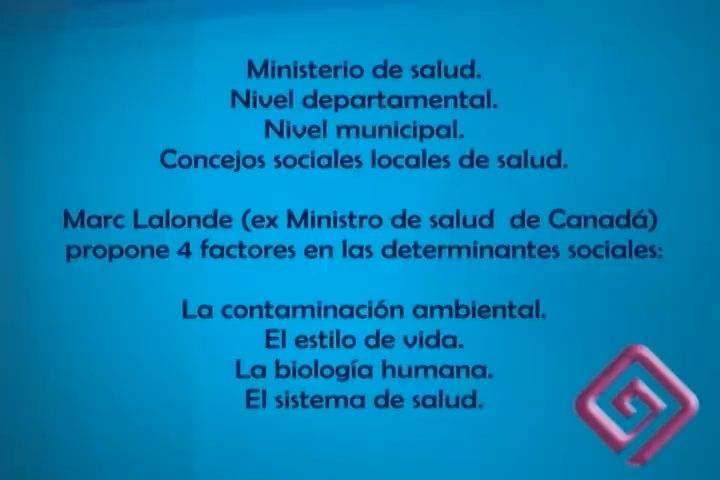 Ministerio de salud.
Nivel departamental.
Nivel municipal.
Concejos sociales locales de salud.
Marc Lalonde (ex Ministro de salud de Canadá)
propone 4 factores en las determinantes sociales:
La contaminación ambiental.
El estilo de vida.
La biología humana.
El sistema de salud.